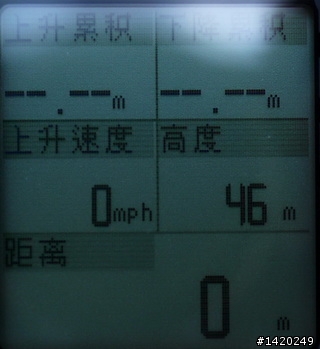 上升累积 下降累积
--.--m --.--m
上升速度 高度
0mph 46 m
距离
0 m
#1420249